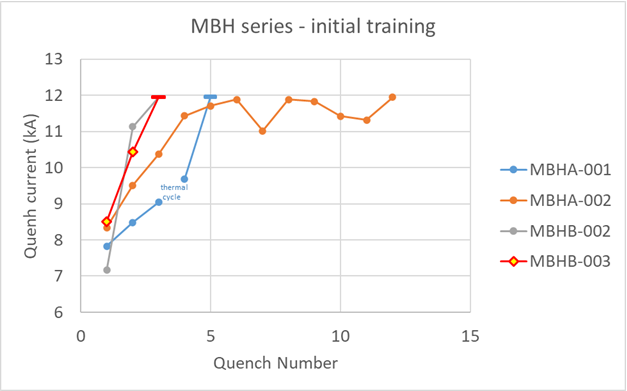 MBH series - initial training
13
12
11
10
9
8
7
6
Quenh current (kA)
thermal
cycle
0
5
10
15
Quench Number
MBHA-001
MBHA-002
MBHB-002
MBHB-003